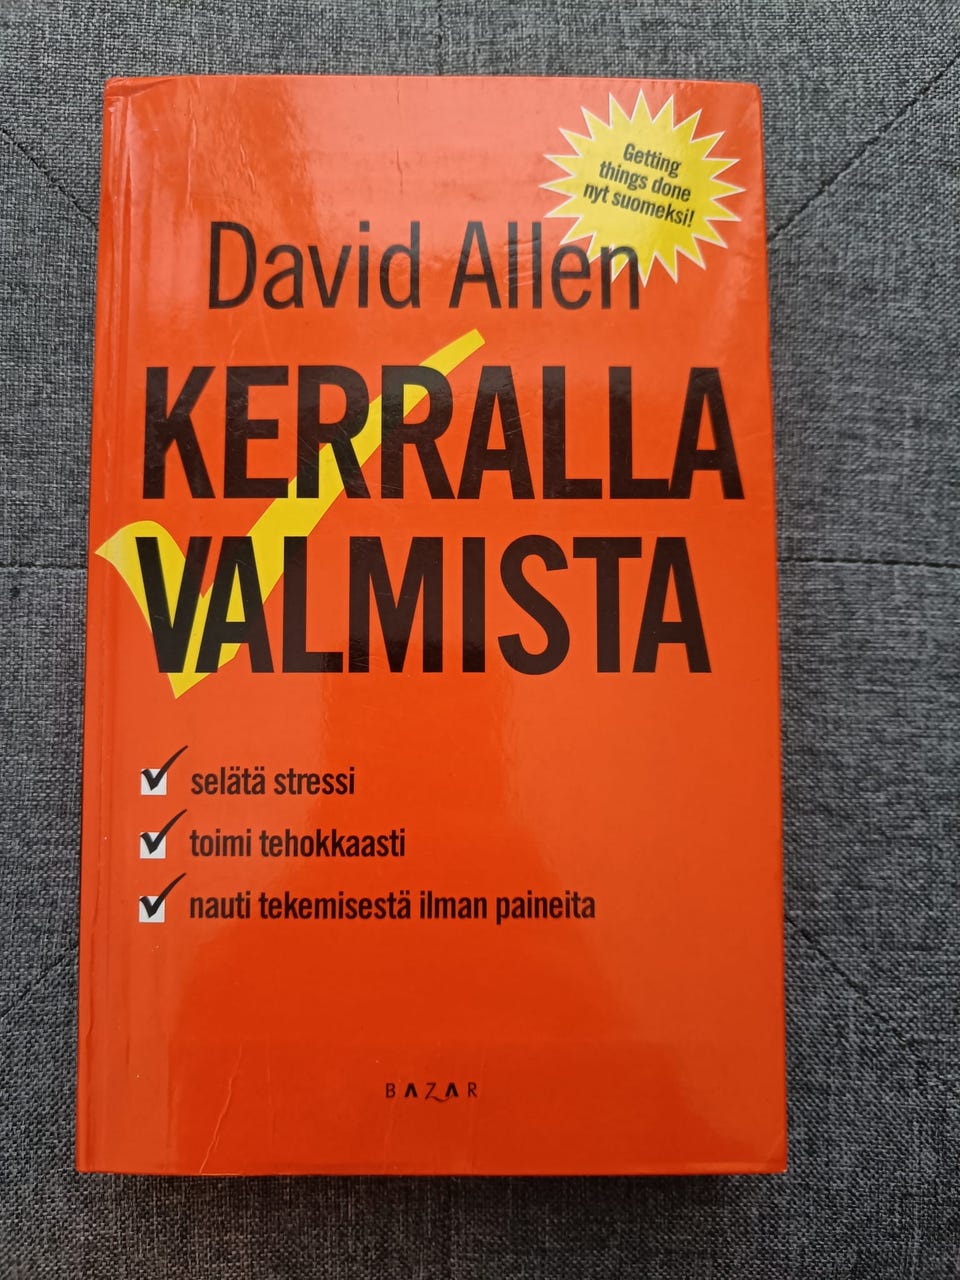 Getting
things done
nyt suomeksi!
David Allen
KERRALLA
VALMISTA
selätä stressi
toimi tehokkaasti
nauti tekemisestä ilman paineita
BAZAR